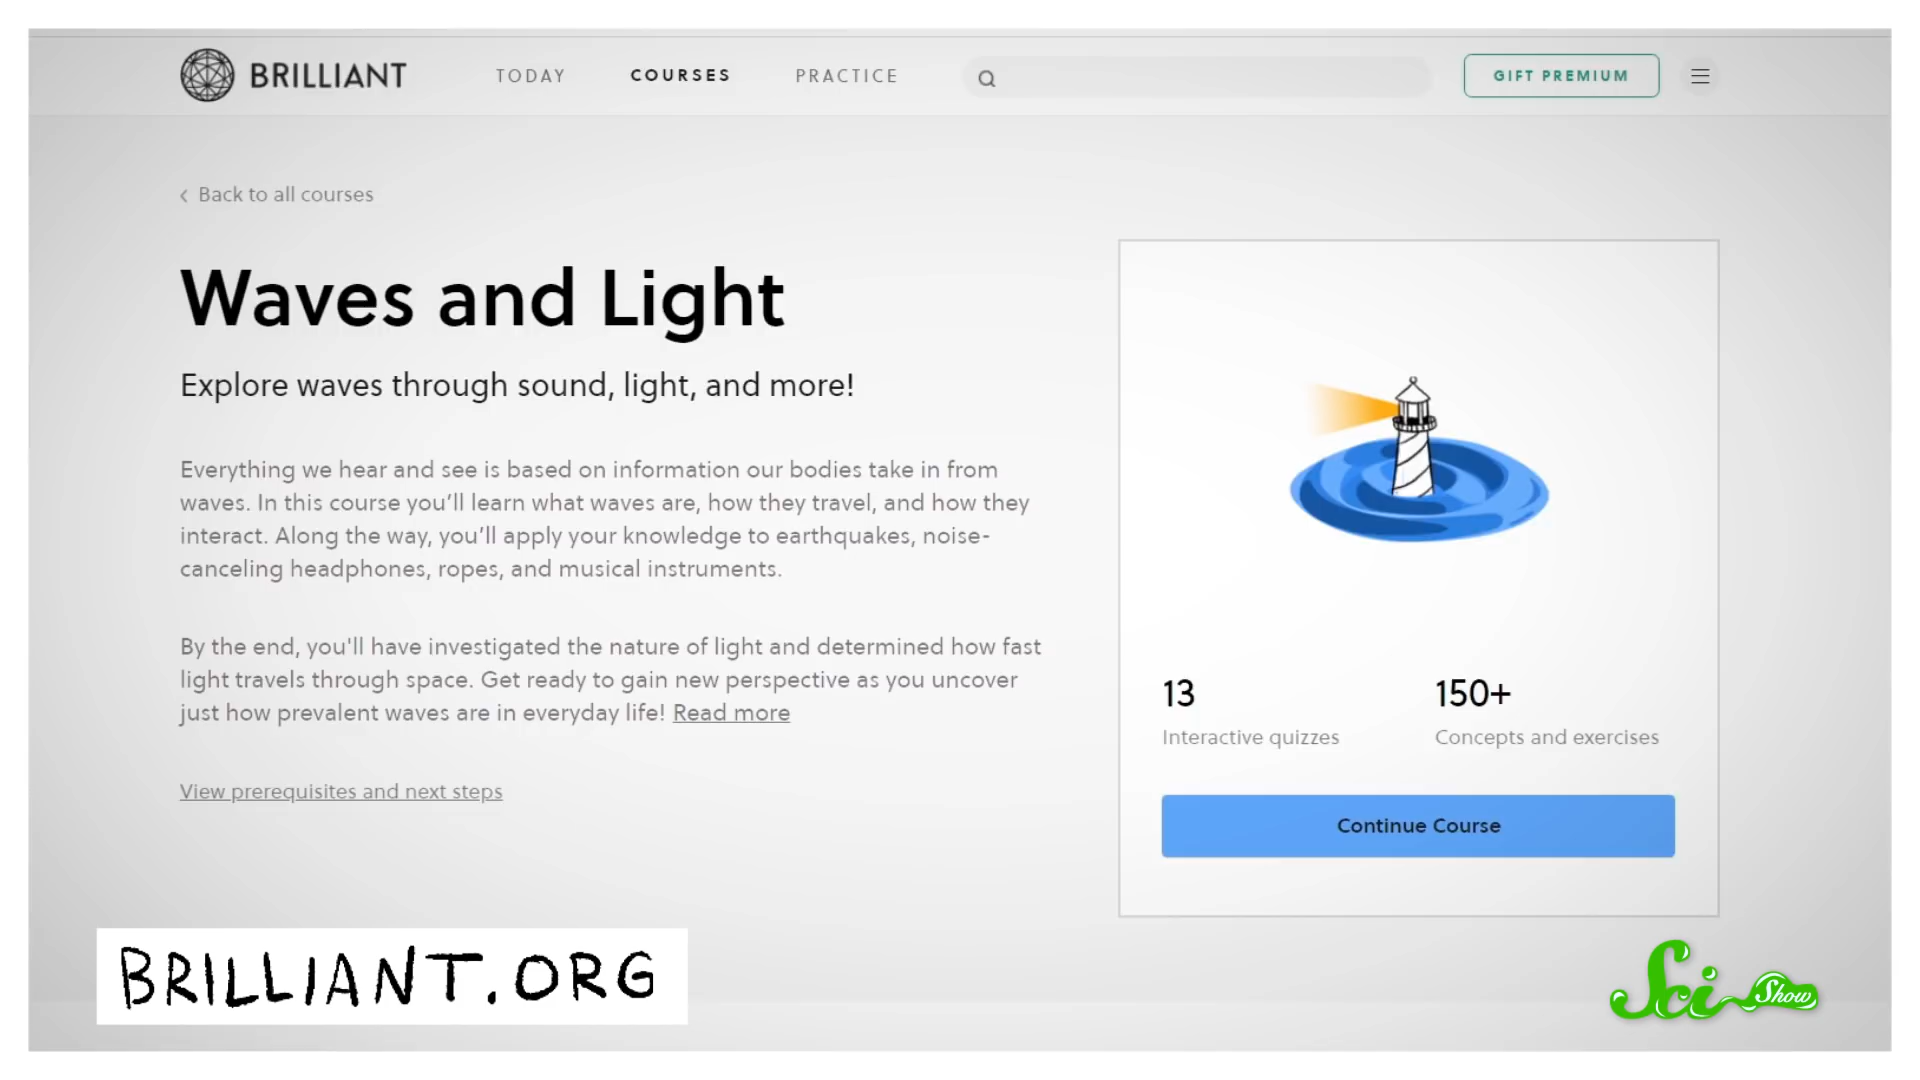 BRILLIANT
TODAY
COURSES
PRACTICE
GIFT PREMIUM
Back to all courses
Waves and Light
Explore waves through sound, light, and more!
Everything we hear and see is based on information our bodies take in from
waves. In this course you’ll learn what waves are, how they travel, and how they
interact. Along the way, you’ll apply your knowledge to earthquakes, noise-
canceling headphones, ropes, and musical instruments.
By the end, you'll have investigated the nature of light and determined how fast
light travels through space. Get ready to gain new perspective as you uncover
just how prevalent waves are in everyday life! Read more
View prerequisites and next steps
13
Interactive quizzes
150+
Concepts and exercises
Continue Course
BRILLIANT.ORG
Sci Show